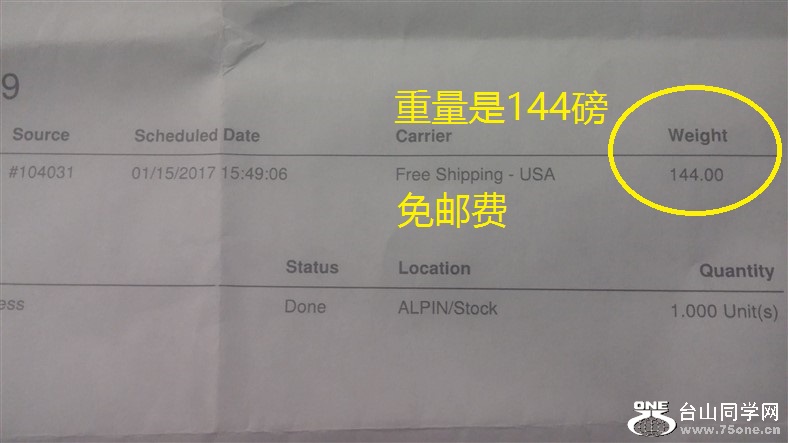 9
重量是144磅
Source Scheduled Date Carrier Weight
#104031 01/15/2017 15:49:06 Free Shipping - USA 144.00
免邮费
Status Location Quantity
ess Done ALPIN/Stock 1.000 Unit(s)
ONE 台山同学网
www.75one.cn